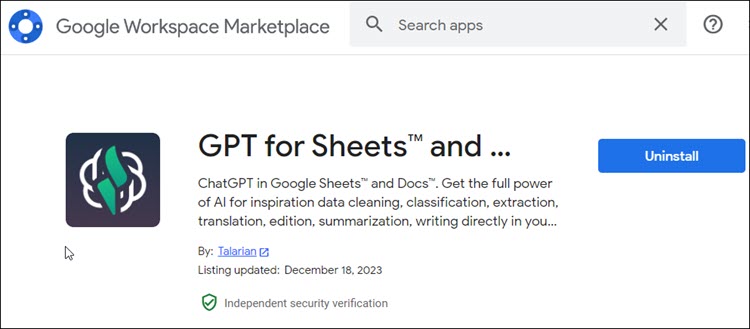 Google Workspace Marketplace
Search apps
GPT for Sheets™ and ...
Uninstall
ChatGPT in Google Sheets™ and Docs™. Get the full power
of AI for inspiration data cleaning, classification, extraction,
translation, edition, summarization, writing directly in you...
By: Talarian
Listing updated: December 18, 2023
Independent security verification